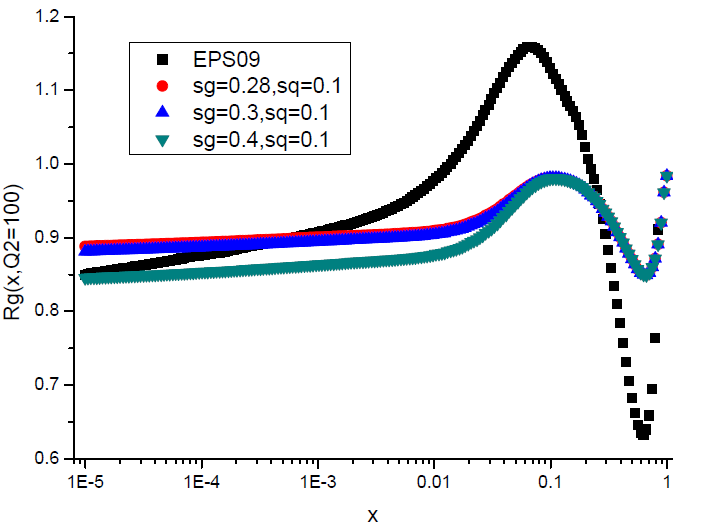 1.2
1.1
1.0
0.9
0.8
0.7
0.6
Rg(x,Q2=100)
EPS09
sg=0.28,sq=0.1
sg=0.3,sq=0.1
sg=0.4,sq=0.1
1E-5 1E-4 1E-3 0.01 0.1 1
x